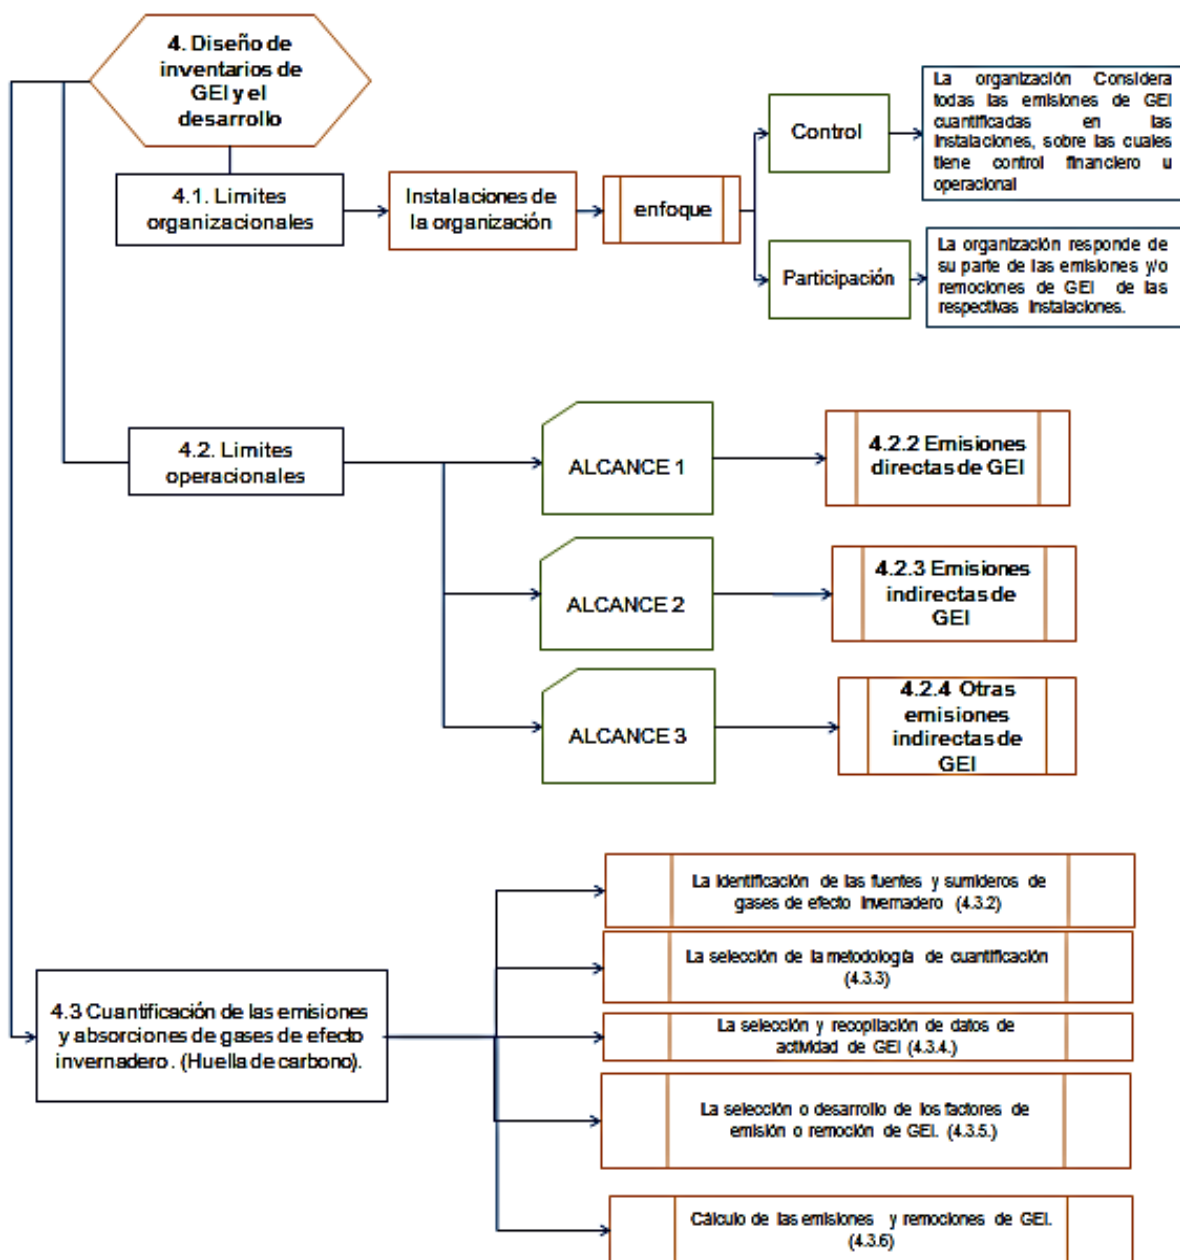 4. Diseño de
inventarios de
GEI y el
desarrollo
4.1. Limites
organizacionales
Instalaciones de
la organización
enfoque
Control
La organización Considera
todas las emisiones de GEI
cuantificadas en las
Instalaciones, sobre las cuales
tiene control financiero u
operacional
Participación
La organización responde de
su parte de las emisiones y/o
remociones de GEI de las
respectivas Instalaciones.
4.2. Limites
operacionales
ALCANCE 1
4.2.2 Emisiones
directas de GEI
ALCANCE 2
4.2.3 Emisiones
indirectas de
GEI
ALCANCE 3
4.2.4 Otras
emisiones
indirectas de
GEI
4.3 Cuantificación de las emisiones
y absorciones de gases de efecto
invernadero. (Huella de carbono).
La Identificación de las fuentes y sumideros de
gases de efecto Invernadero (4.3.2)
La selección de la metodología de cuantificación
(4.3.3)
La selección y recopilación de datos de
actividad de GEI (4.3.4.)
La selección o desarrollo de los factores de
emisión o remoción de GEI. (4.3.5.)
Cálculo de las emisiones y remociones de GEI.
(4.3.6)